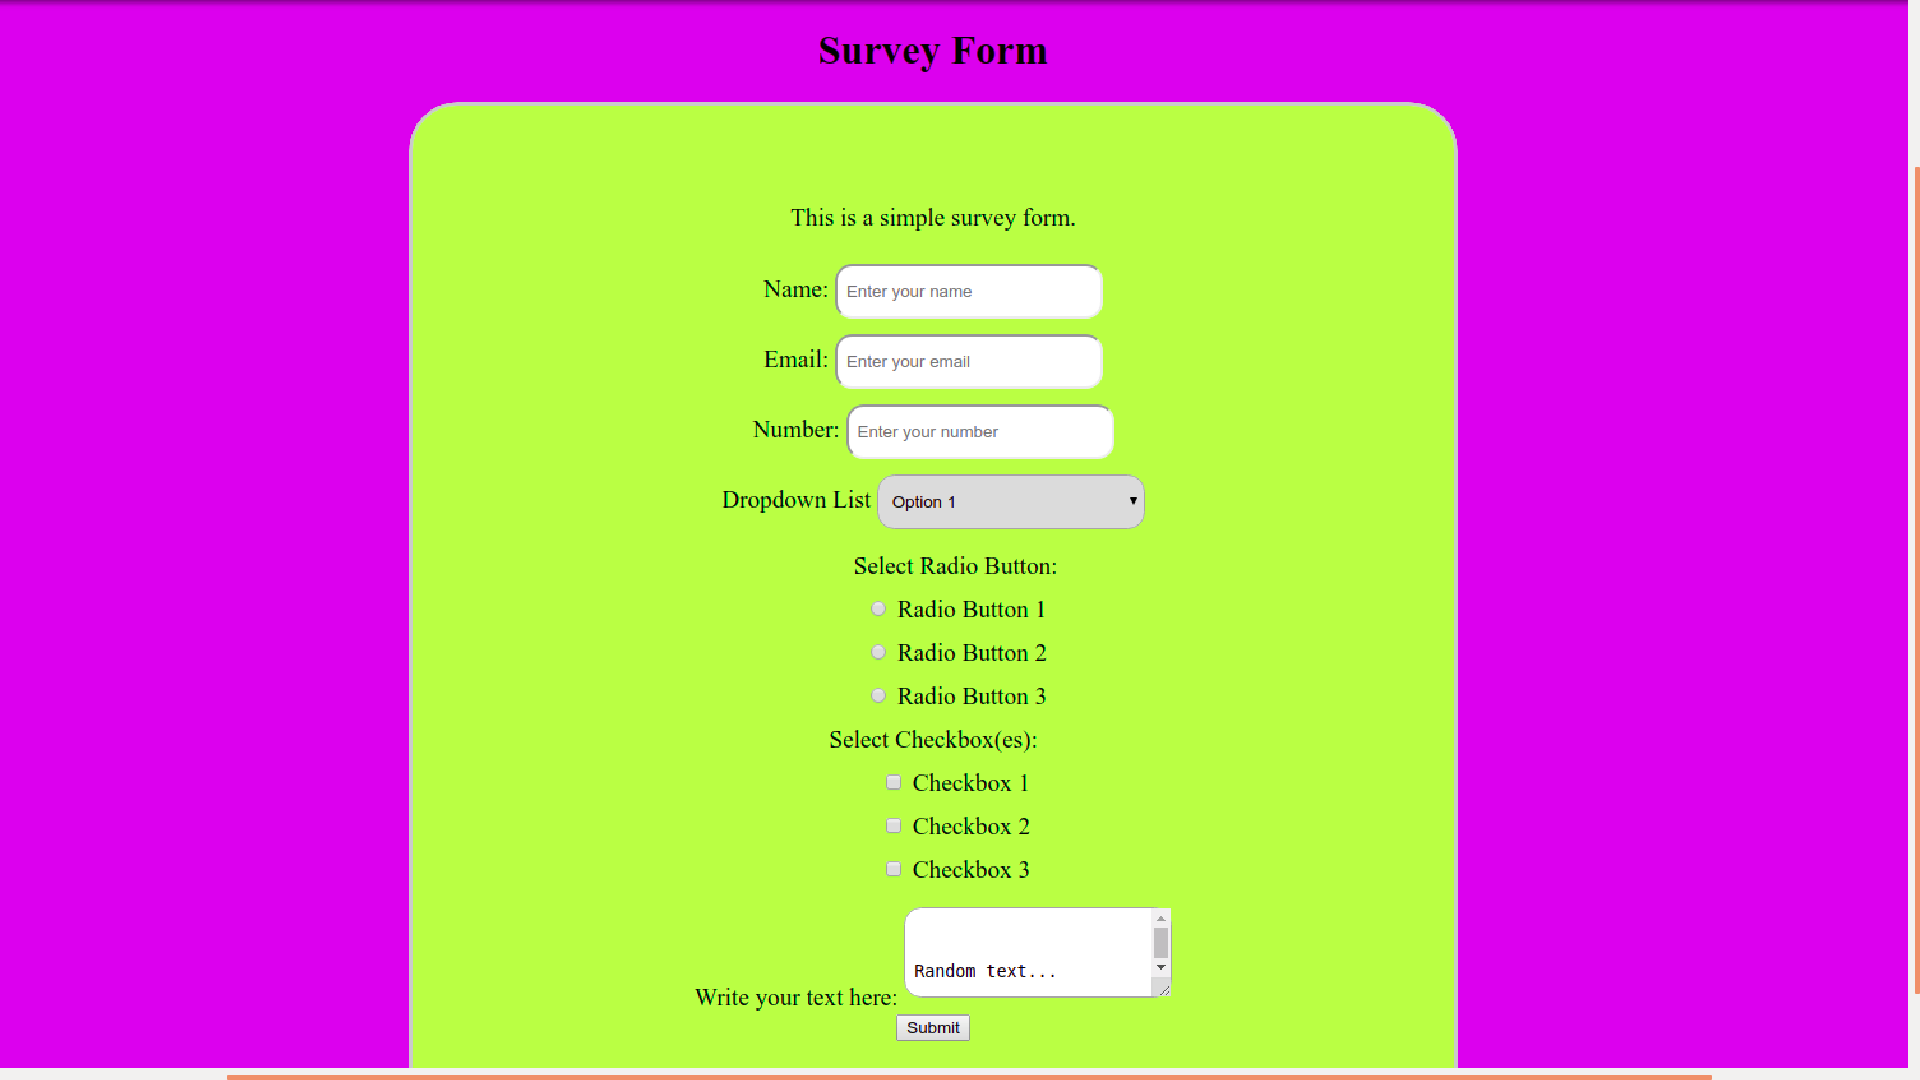 Survey Form
This is a simple survey form.
Name: Enter your name
Email: Enter your email
Number: Enter your number
Dropdown List Option 1
Select Radio Button:
Radio Button 1
Radio Button 2
Radio Button 3
Select Checkbox(es):
Checkbox 1
Checkbox 2
Checkbox 3
Random text...
Write your text here:
Submit